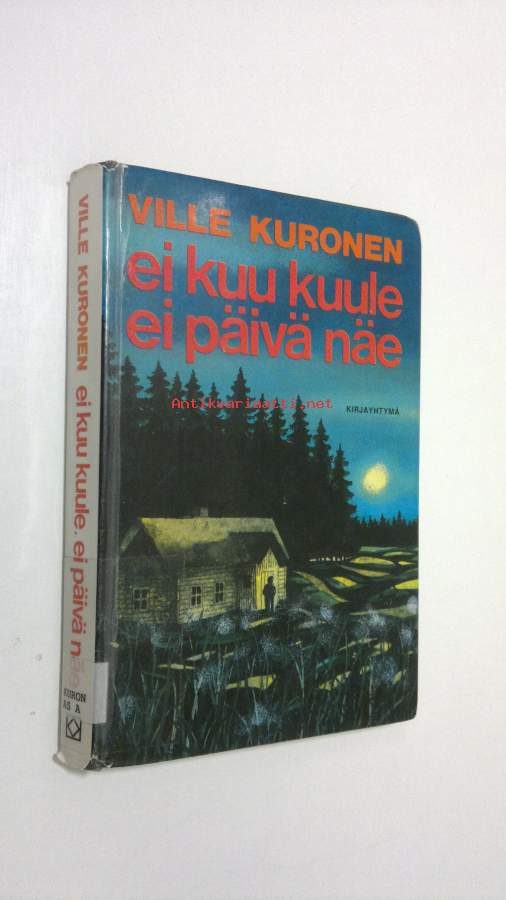 VILLE KURONEN
ei kuu kuule
ei päivä näe
Antikvariaatti.net
KIRJAYHTYMÄ
VILLE KURONEN ei kuu kuule. ei päivä näe
KURON
AS A